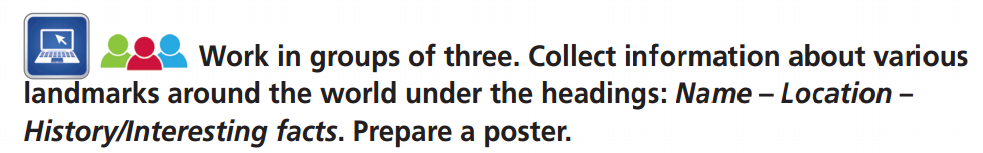 Work in groups of three. Collect information about various
landmarks around the world under the headings: Name – Location –
History/Interesting facts. Prepare a poster.